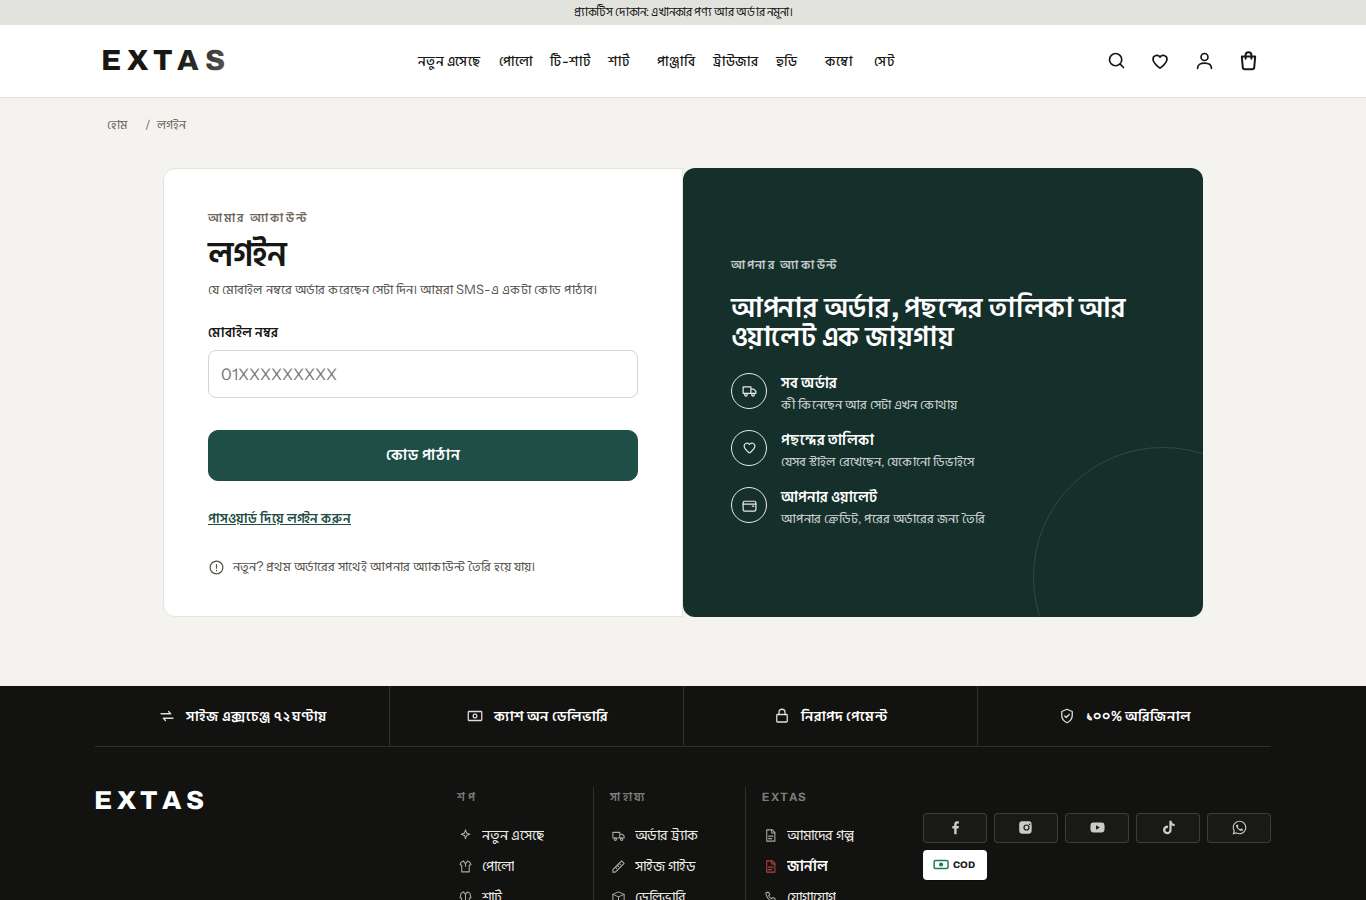 প্র্যাকটিস দোকান: এখানকার পণ্য আর অর্ডার নমুনা।
EXTAS
নতুন এসেছে পোলো টি-শার্ট শার্ট পাঞ্জাবি ট্রাউজার হুডি কম্বো সেট
হোম / লগইন
আমার অ্যাকাউন্ট
লগইন
যে মোবাইল নম্বরে অর্ডার করেছেন সেটা দিন। আমরা SMS-এ একটা কোড পাঠাব।
মোবাইল নম্বর
01XXXXXXXXX
কোড পাঠান
পাসওয়ার্ড দিয়ে লগইন করুন
নতুন? প্রথম অর্ডারের সাথেই আপনার অ্যাকাউন্ট তৈরি হয়ে যায়।
আপনার অ্যাকাউন্ট
আপনার অর্ডার, পছন্দের তালিকা আর
ওয়ালেট এক জায়গায়
সব অর্ডার
কী কিনেছেন আর সেটা এখন কোথায়
পছন্দের তালিকা
যেসব স্টাইল রেখেছেন, যেকোনো ডিভাইসে
আপনার ওয়ালেট
আপনার ক্রেডিট, পরের অর্ডারের জন্য তৈরি
সাইজ এক্সচেঞ্জ ৭২ঘণ্টায়
ক্যাশ অন ডেলিভারি
নিরাপদ পেমেন্ট
১০০% অরিজিনাল
EXTAS
শপ
নতুন এসেছে
পোলো
শার্ট
সাহায্য
অর্ডার ট্র্যাক
সাইজ গাইড
ডেলিভারি
EXTAS
আমাদের গল্প
জার্নাল
যোগাযোগ
COD